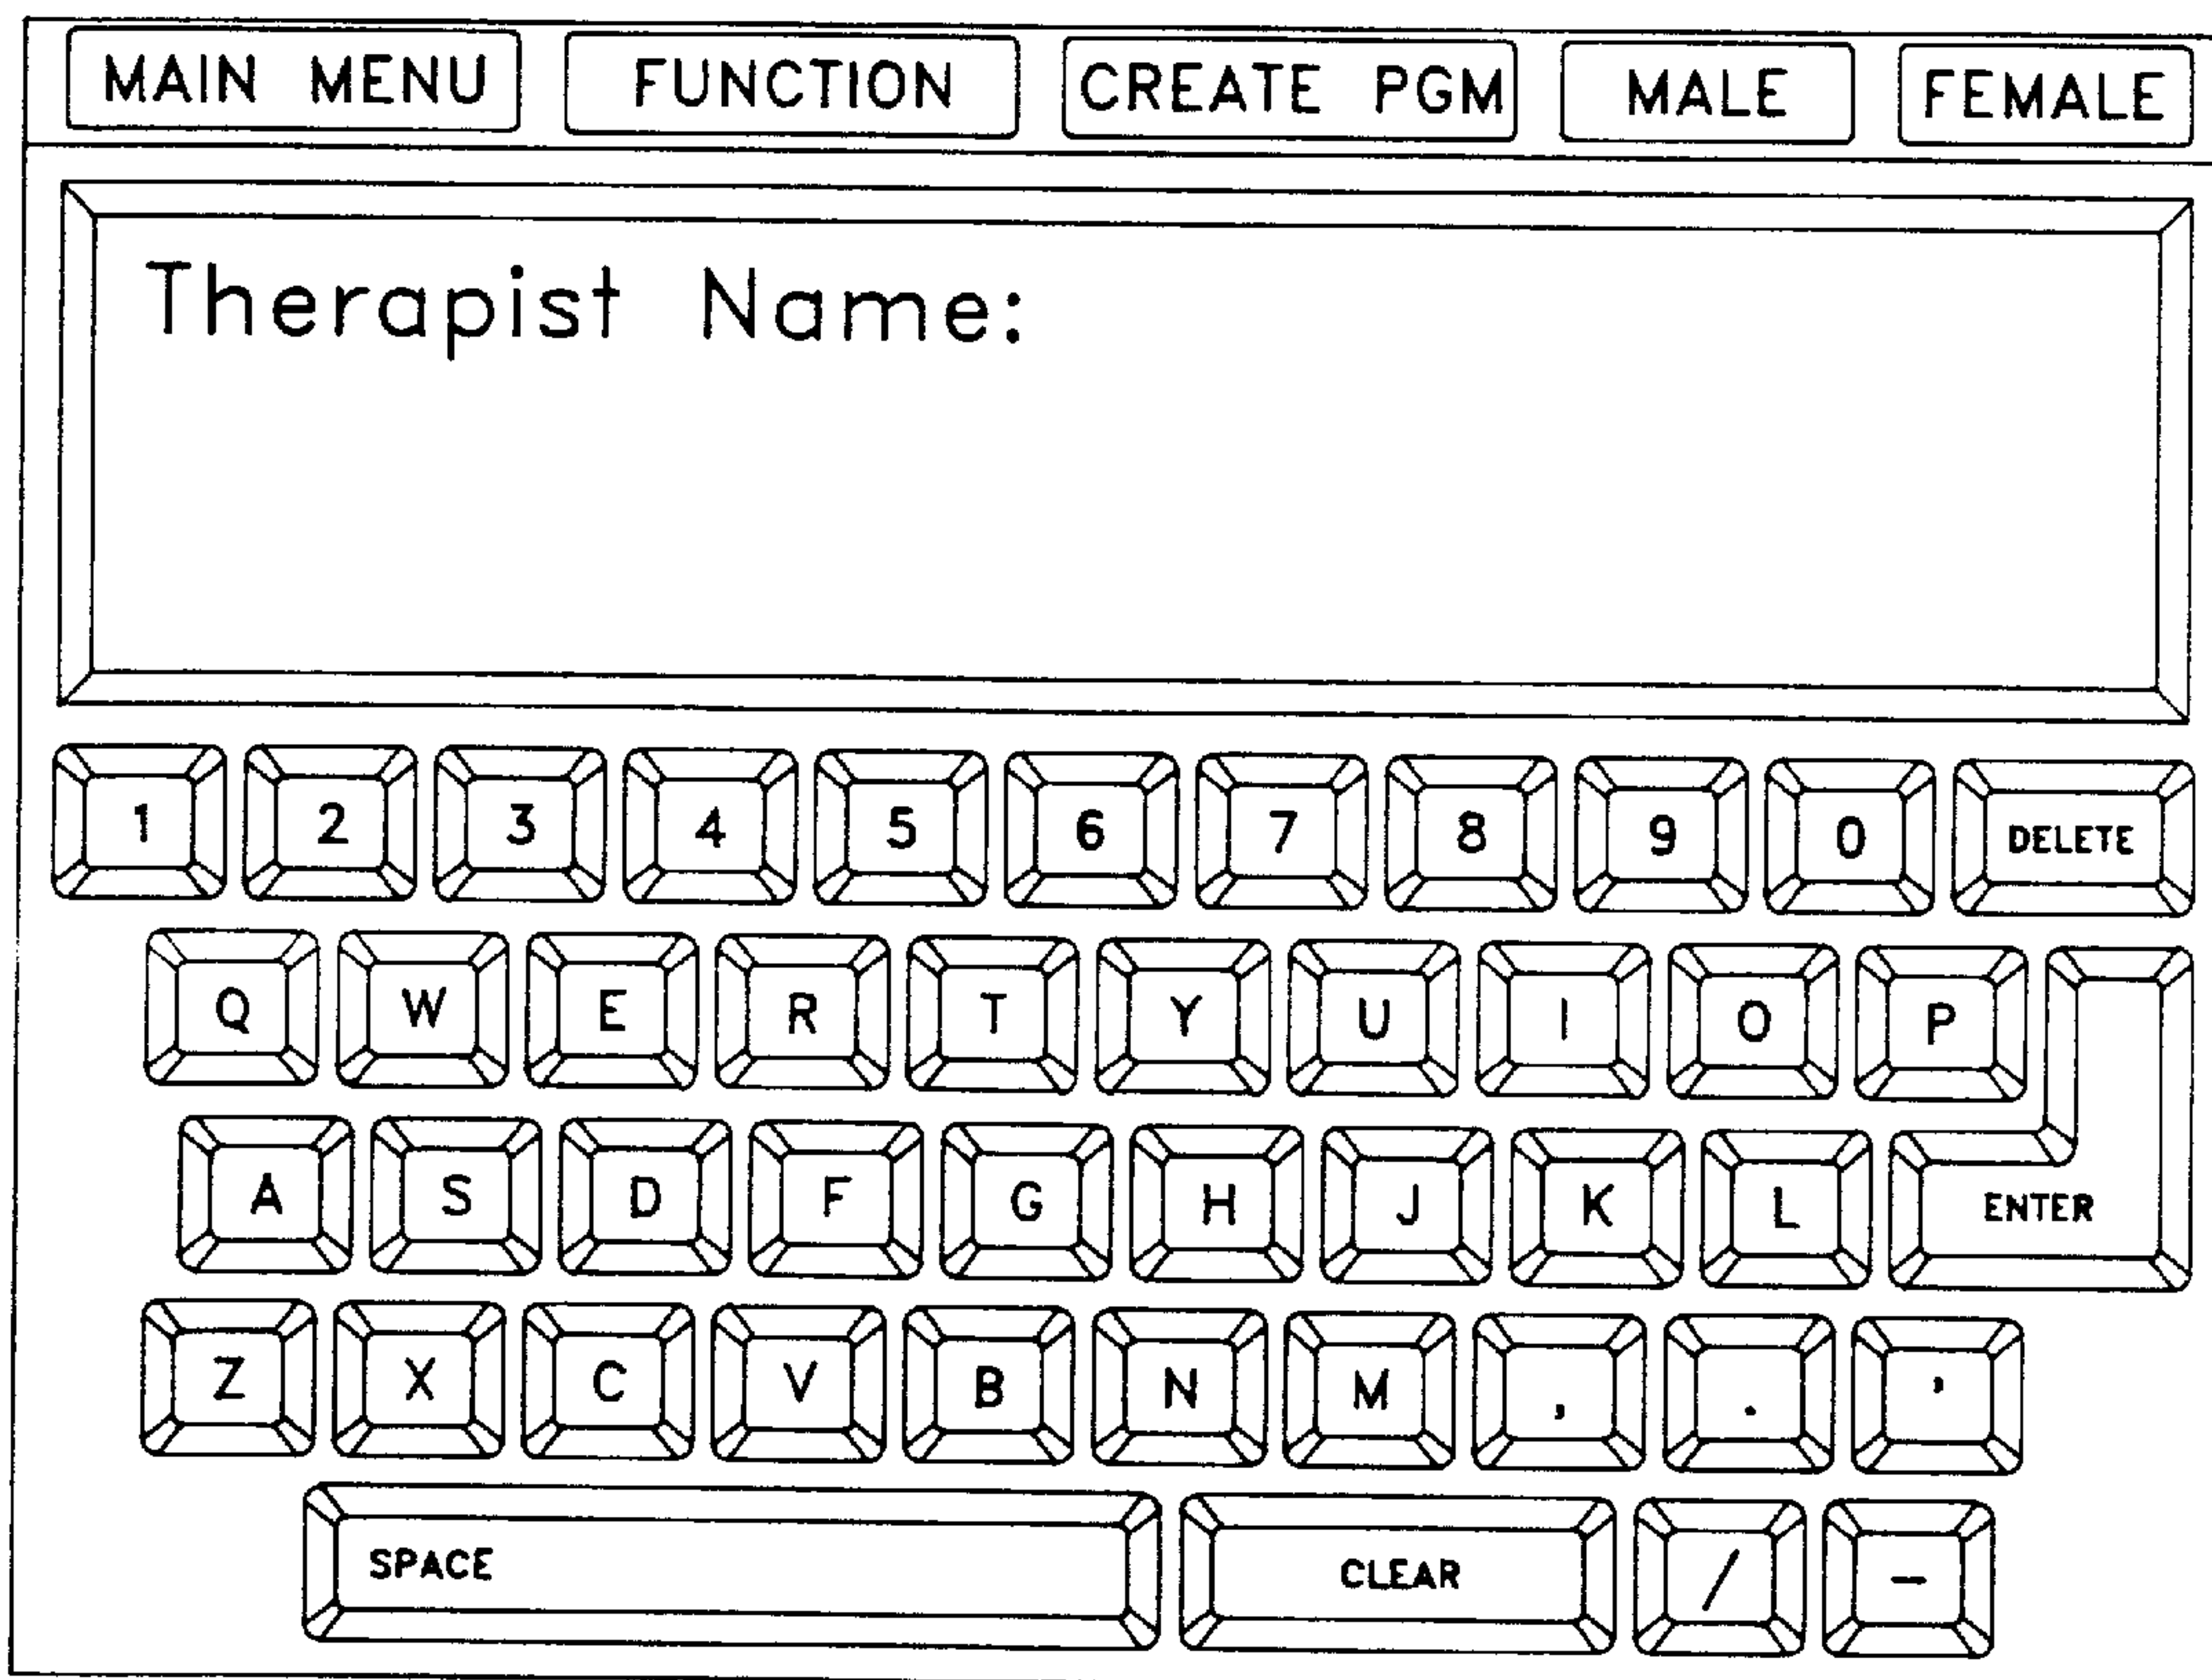 MAIN MENU FUNCTION CREATE PGM MALE FEMALE
Therapist Name:
1 2 3 4 5 6 7 8 9 0 DELETE
Q W E R T Y U I O P
A S D F G H J K L ENTER
Z X C V B N M , . '
SPACE CLEAR / -